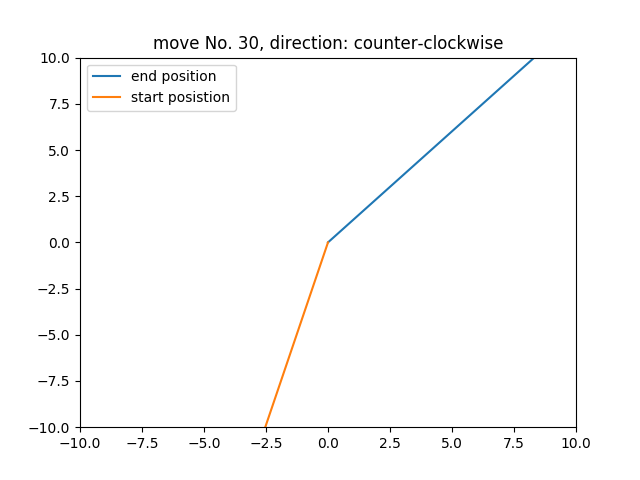 move No. 30, direction: counter-clockwise
end position
start posistion
10.0
7.5
5.0
2.5
0.0
−2.5
−5.0
−7.5
−10.0
−10.0 −7.5 −5.0 −2.5 0.0 2.5 5.0 7.5 10.0